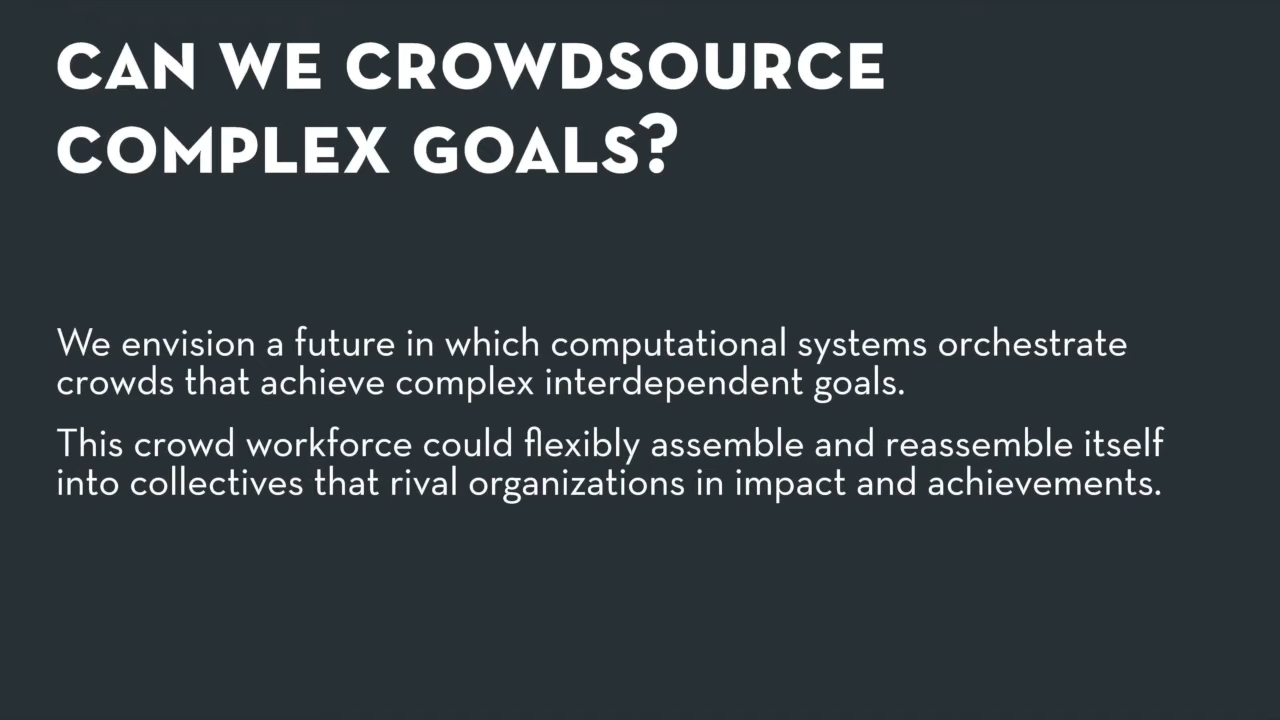 CAN WE CROWDSOURCE
COMPLEX GOALS?
We envision a future in which computational systems orchestrate
crowds that achieve complex interdependent goals.
This crowd workforce could flexibly assemble and reassemble itself
into collectives that rival organizations in impact and achievements.